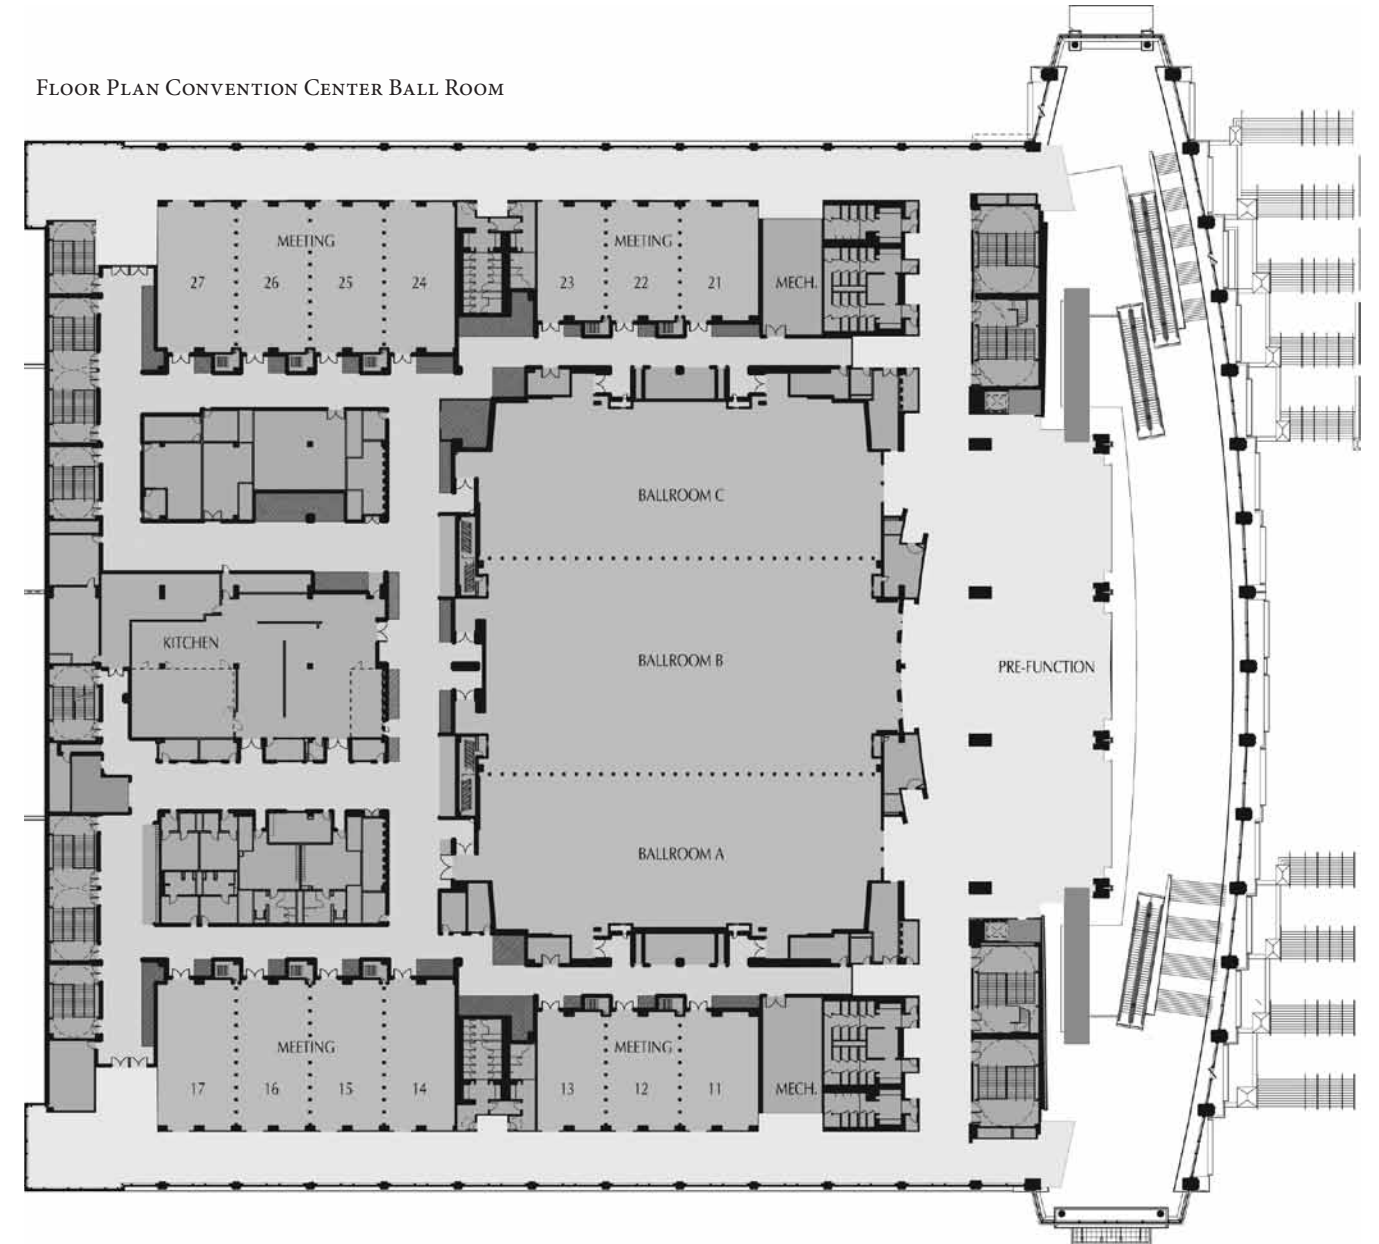 Floor Plan Convention Center Ball Room
MEETING
27 26 25 24
MEETING
23 22 21
MECH.
BALLROOM C
KITCHEN
BALLROOM B
PRE-FUNCTION
BALLROOM A
MEETING
17 16 15 14
MEETING
13 12 11
MECH.